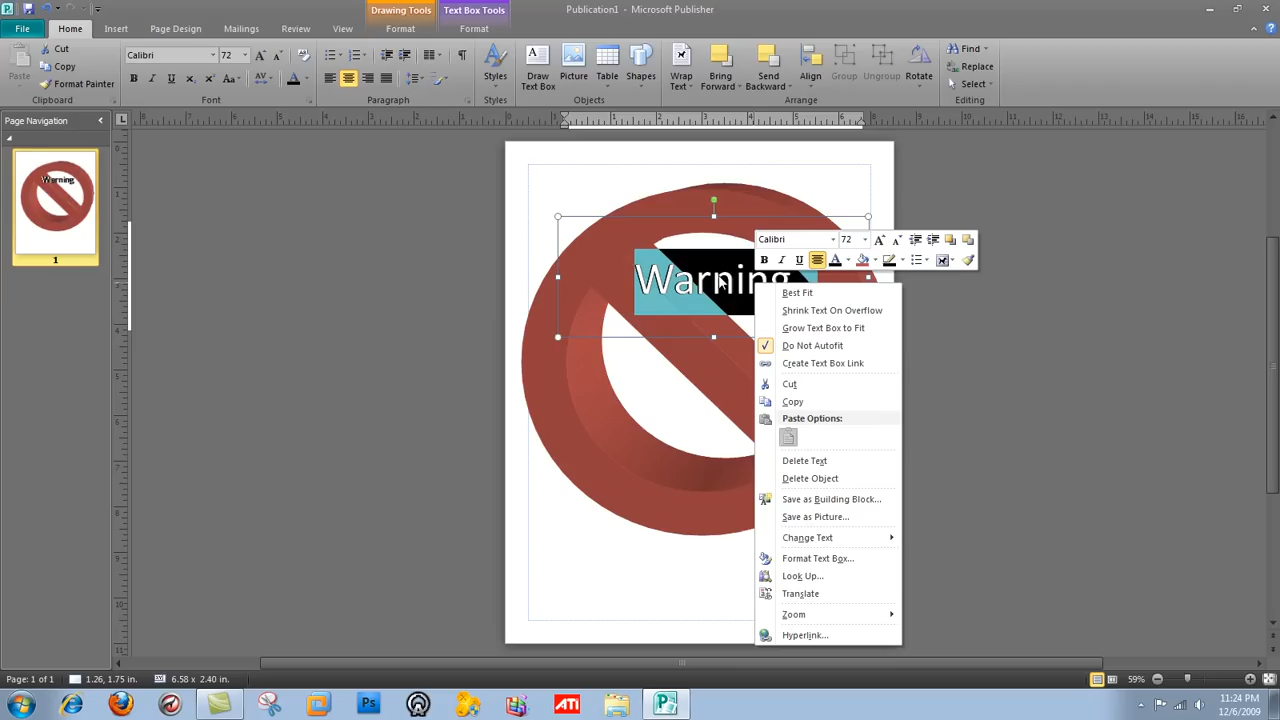 Publication1 - Microsoft Publisher
Drawing Tools
Text Box Tools
File
Home
Insert
Page Design
Mailings
Review
View
Format
Format
Paste
Cut
Copy
Format Painter
Clipboard
Calibri
72
Font
Paragraph
Styles
Styles
Draw
Text Box
Picture
Table
Shapes
Objects
Wrap
Text
Bring
Forward
Send
Backward
Align
Group
Ungroup
Rotate
Arrange
Find
Replace
Select
Editing
Page Navigation
Warning
1
Warning
Calibri
72
Best Fit
Shrink Text On Overflow
Grow Text Box to Fit
Do Not Autofit
Create Text Box Link
Cut
Copy
Paste Options:
Delete Text
Delete Object
Save as Building Block...
Save as Picture...
Change Text
Format Text Box...
Look Up...
Translate
Zoom
Hyperlink...
Page: 1 of 1
1.26, 1.75 in.
6.58 x 2.40 in.
59%
ATI
11:24 PM
12/6/2009